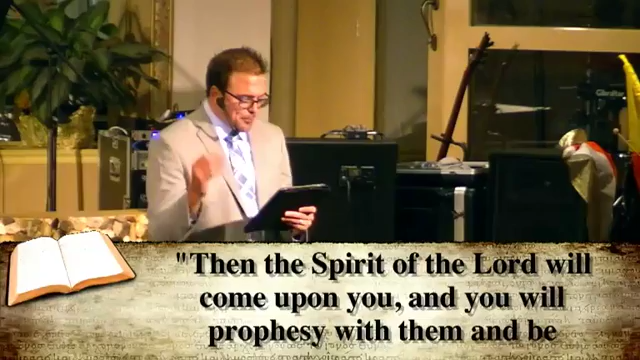 "Then the Spirit of the Lord will
come upon you, and you will
prophesy with them and be